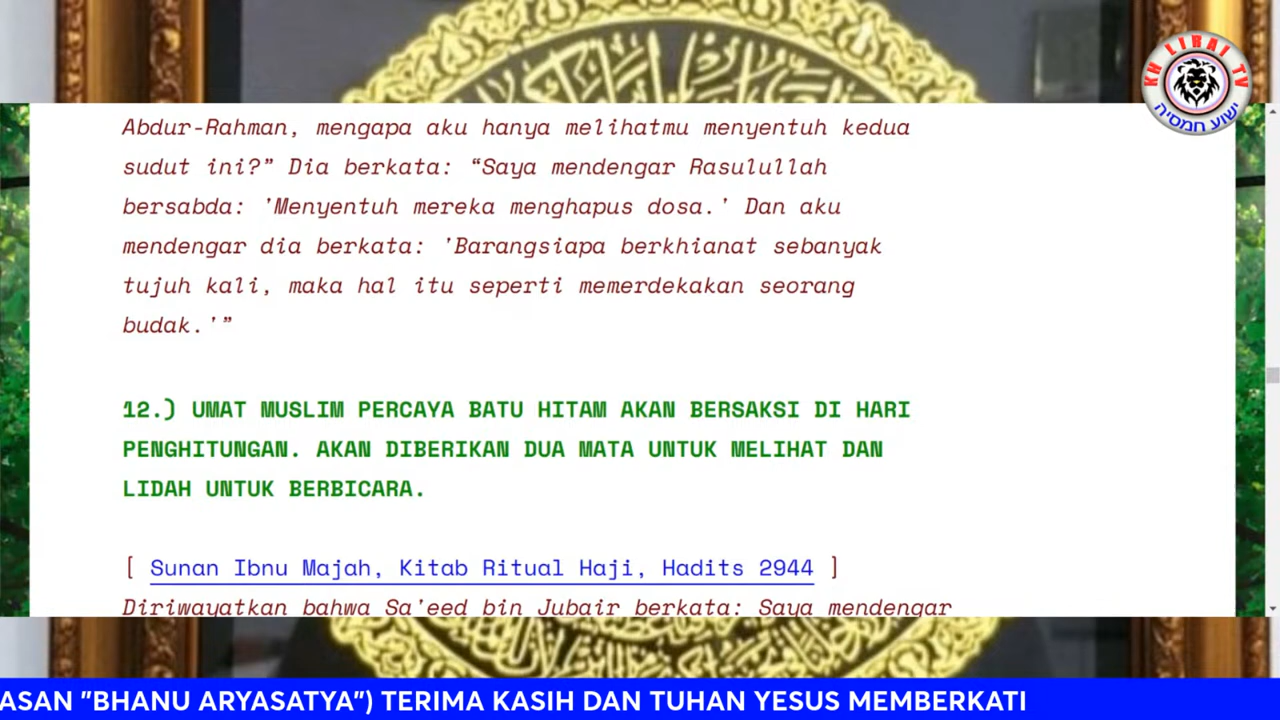 KH LIRAI TV
ישוע חמסיה
Abdur-Rahman, mengapa aku hanya melihatmu menyentuh kedua
sudut ini?” Dia berkata: “Saya mendengar Rasulullah
bersabda: 'Menyentuh mereka menghapus dosa.' Dan aku
mendengar dia berkata: 'Barangsiapa berkhianat sebanyak
tujuh kali, maka hal itu seperti memerdekakan seorang
budak.'”
12.) UMAT MUSLIM PERCAYA BATU HITAM AKAN BERSAKSI DI HARI
PENGHITUNGAN. AKAN DIBERIKAN DUA MATA UNTUK MELIHAT DAN
LIDAH UNTUK BERBICARA.
[ Sunan Ibnu Majah, Kitab Ritual Haji, Hadits 2944 ]
Diriwayatkan bahwa Sa'eed bin Jubair berkata: Saya mendengar
ASAN "BHANU ARYASATYA") TERIMA KASIH DAN TUHAN YESUS MEMBERKATI